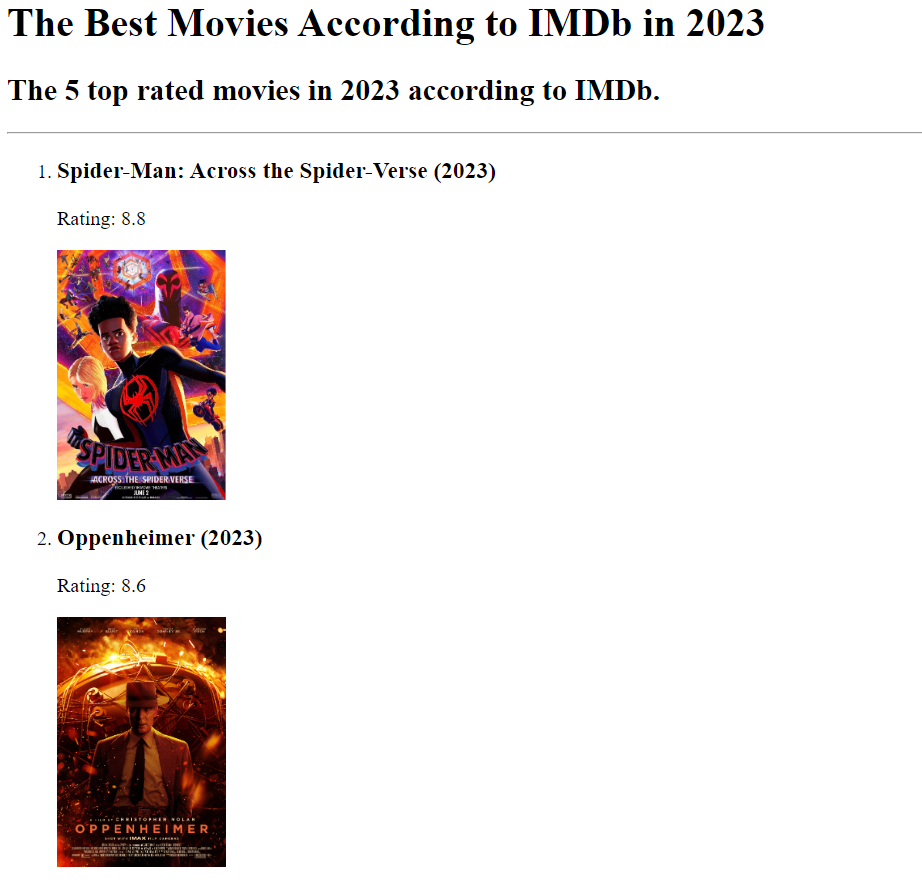 The Best Movies According to IMDb in 2023
The 5 top rated movies in 2023 according to IMDb.
1. Spider-Man: Across the Spider-Verse (2023)
Rating: 8.8
SPIDER-MAN
ACROSS THE SPIDER-VERSE
JUNE 2
2. Oppenheimer (2023)
Rating: 8.6
A FILM BY CHRISTOPHER NOLAN
OPPENHEIMER